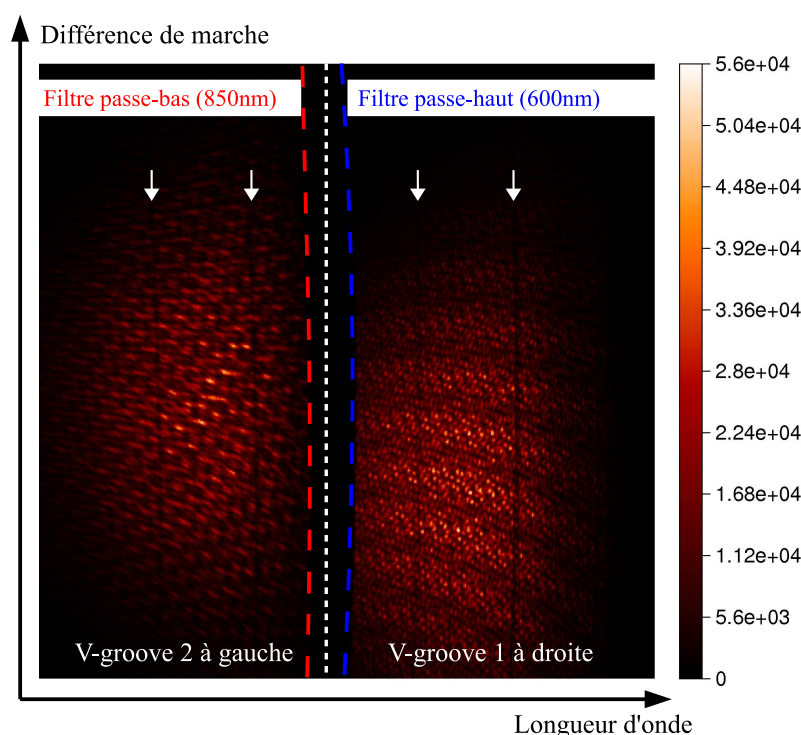 Différence de marche
Filtre passe-bas (850nm)
Filtre passe-haut (600nm)
5.6e+04
5.04e+04
4.48e+04
3.92e+04
3.36e+04
2.8e+04
2.24e+04
1.68e+04
1.12e+04
5.6e+03
0
V-groove 2 à gauche
V-groove 1 à droite
Longueur d'onde